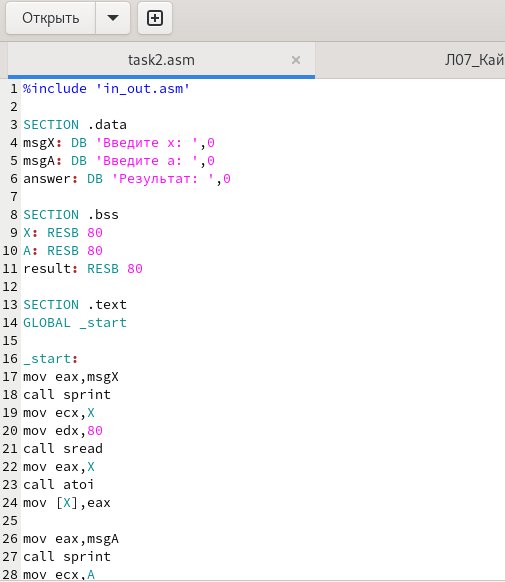 Открыть
task2.asm × Л07_Кай
1 %include 'in_out.asm'
2
3 SECTION .data
4 msgX: DB 'Введите x: ',0
5 msgA: DB 'Введите a: ',0
6 answer: DB 'Результат: ',0
7
8 SECTION .bss
9 X: RESB 80
10 A: RESB 80
11 result: RESB 80
12
13 SECTION .text
14 GLOBAL _start
15
16 _start:
17 mov eax,msgX
18 call sprint
19 mov ecx,X
20 mov edx,80
21 call sread
22 mov eax,X
23 call atoi
24 mov [X],eax
25
26 mov eax,msgA
27 call sprint
28 mov ecx,A